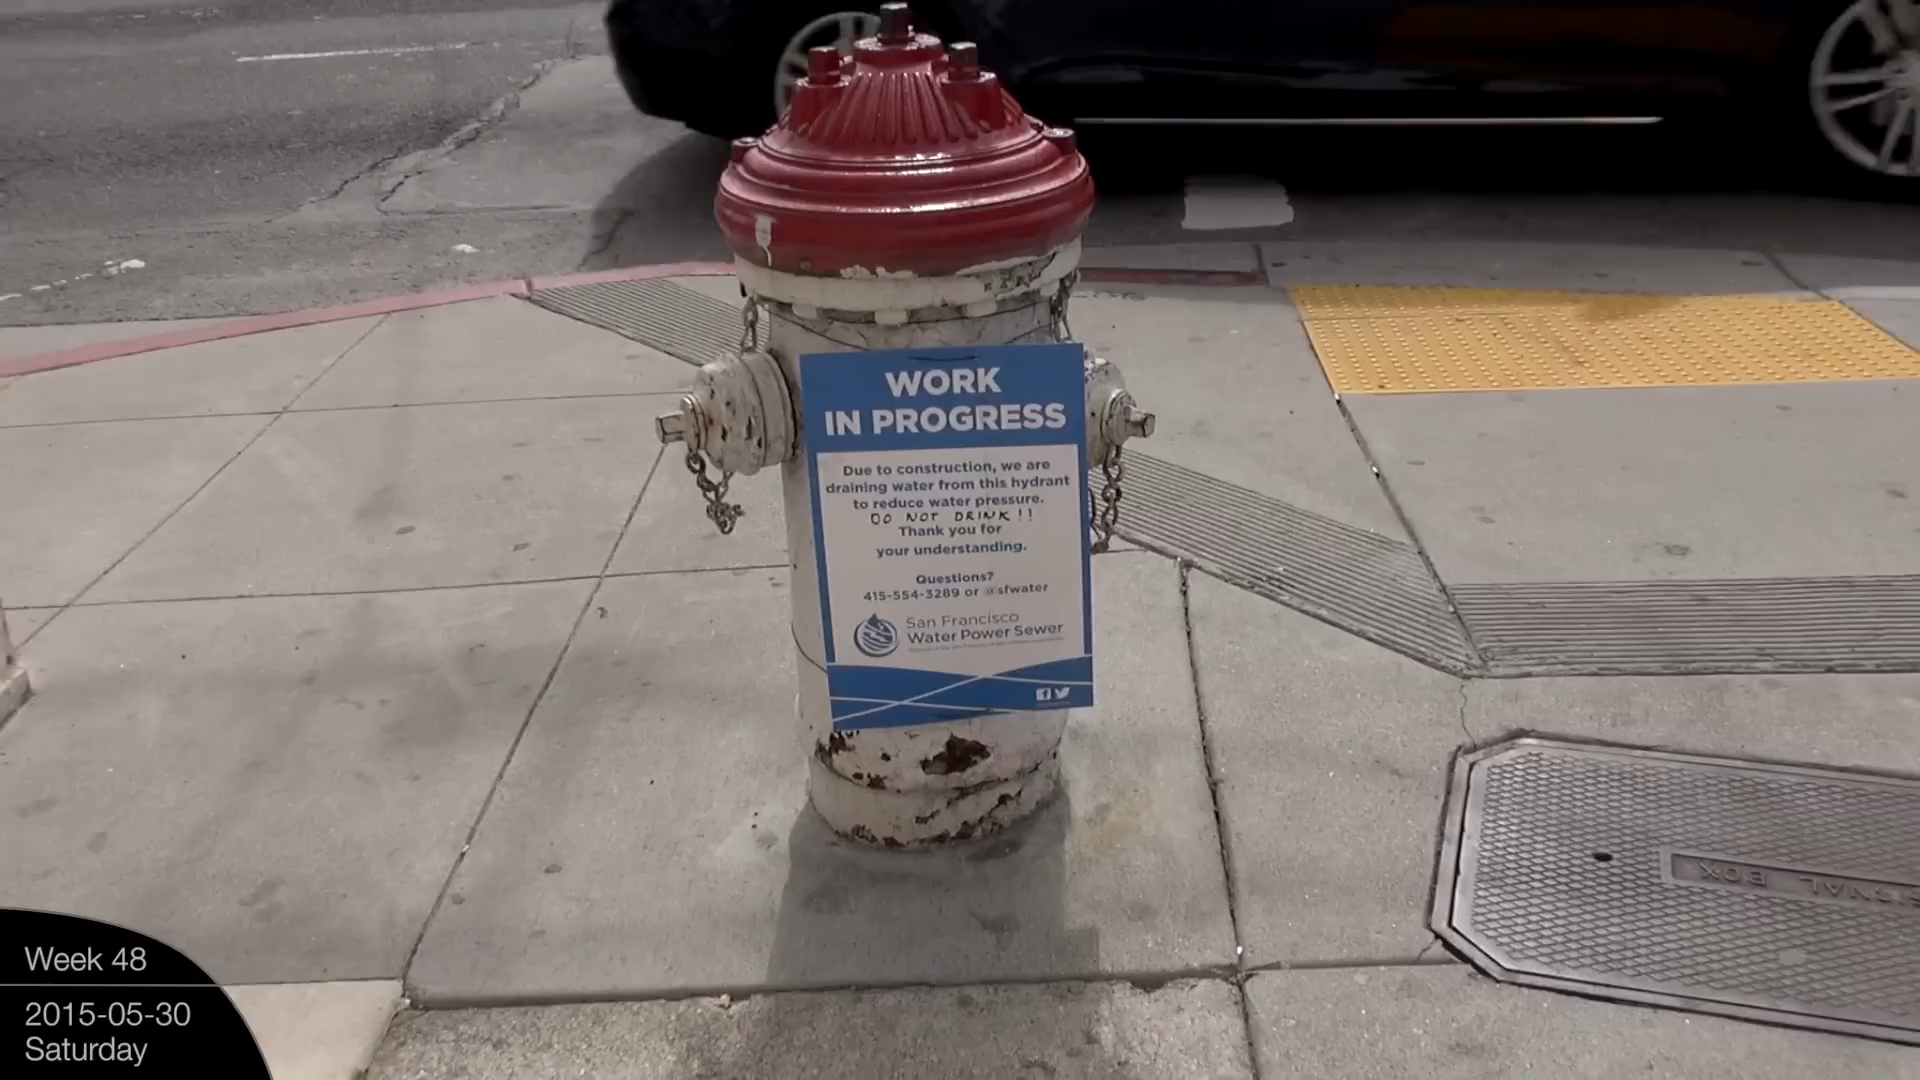 WORK
IN PROGRESS
Due to construction, we are
draining water from this hydrant
to reduce water pressure.
DO NOT DRINK!!
Thank you for
your understanding.
Questions?
415-554-3289 or @sfwater
San Francisco
Water Power Sewer
BOX
Week 48
2015-05-30
Saturday